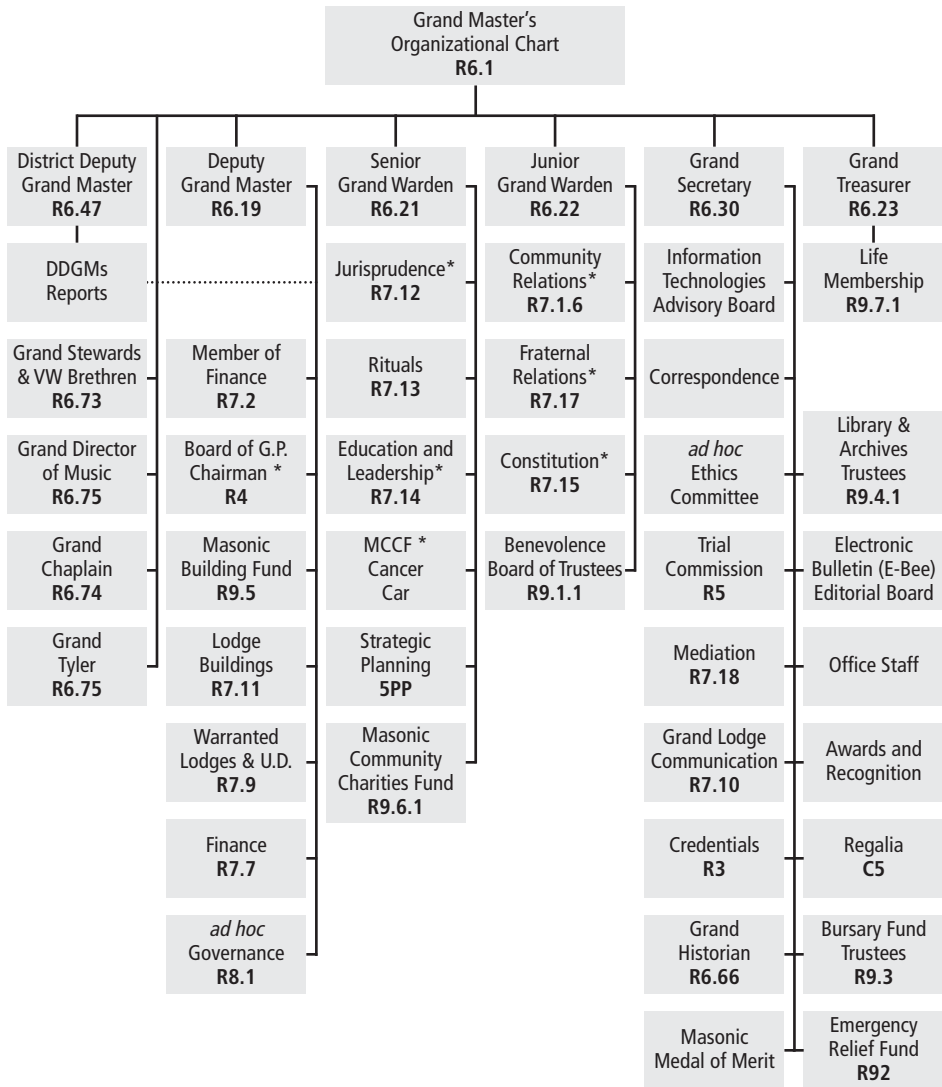 Grand Master's
Organizational Chart
R6.1
District Deputy
Grand Master
R6.47
DDGMs
Reports
Grand Stewards
& VW Brethren
R6.73
Grand Director
of Music
R6.75
Grand
Chaplain
R6.74
Grand
Tyler
R6.75
Deputy
Grand Master
R6.19
Member of
Finance
R7.2
Board of G.P.
Chairman *
R4
Masonic
Building Fund
R9.5
Lodge
Buildings
R7.11
Warranted
Lodges & U.D.
R7.9
Finance
R7.7
ad hoc
Governance
R8.1
Senior
Grand Warden
R6.21
Jurisprudence*
R7.12
Rituals
R7.13
Education and
Leadership*
R7.14
MCCF *
Cancer
Car
Strategic
Planning
5PP
Masonic
Community
Charities Fund
R9.6.1
Junior
Grand Warden
R6.22
Community
Relations*
R7.1.6
Fraternal
Relations*
R7.17
Constitution*
R7.15
Benevolence
Board of Trustees
R9.1.1
Grand
Secretary
R6.30
Information
Technologies
Advisory Board
Correspondence
ad hoc
Ethics
Committee
Trial
Commission
R5
Mediation
R7.18
Grand Lodge
Communication
R7.10
Credentials
R3
Grand
Historian
R6.66
Masonic
Medal of Merit
Grand
Treasurer
R6.23
Life
Membership
R9.7.1
Library &
Archives
Trustees
R9.4.1
Electronic
Bulletin (E-Bee)
Editorial Board
Office Staff
Awards and
Recognition
Regalia
C5
Bursary Fund
Trustees
R9.3
Emergency
Relief Fund
R92